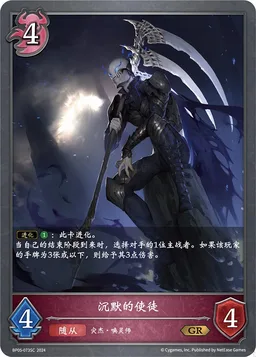 4
进化 1 : 此卡进化。
当自己的结束阶段到来时，选择对手的1位主战者。如果该玩家
的手牌为3张或以下，则给予其3点伤害。
沉默的使徒
4
随从
灾杰·唤灵师
GR
4
BP05-073SC 2024
© Cygames, Inc. Published by NetEase Games